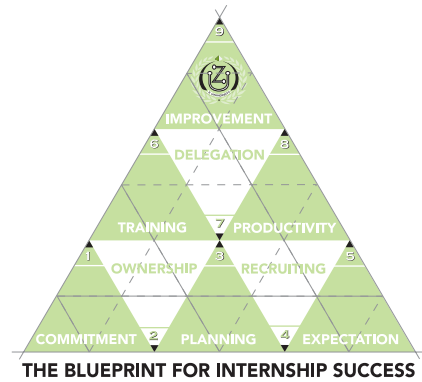 9
ZU
IMPROVEMENT
6 8
DELEGATION
7
TRAINING PRODUCTIVITY
1 3 5
OWNERSHIP RECRUITING
2 4
COMMITMENT PLANNING EXPECTATION
THE BLUEPRINT FOR INTERNSHIP SUCCESS